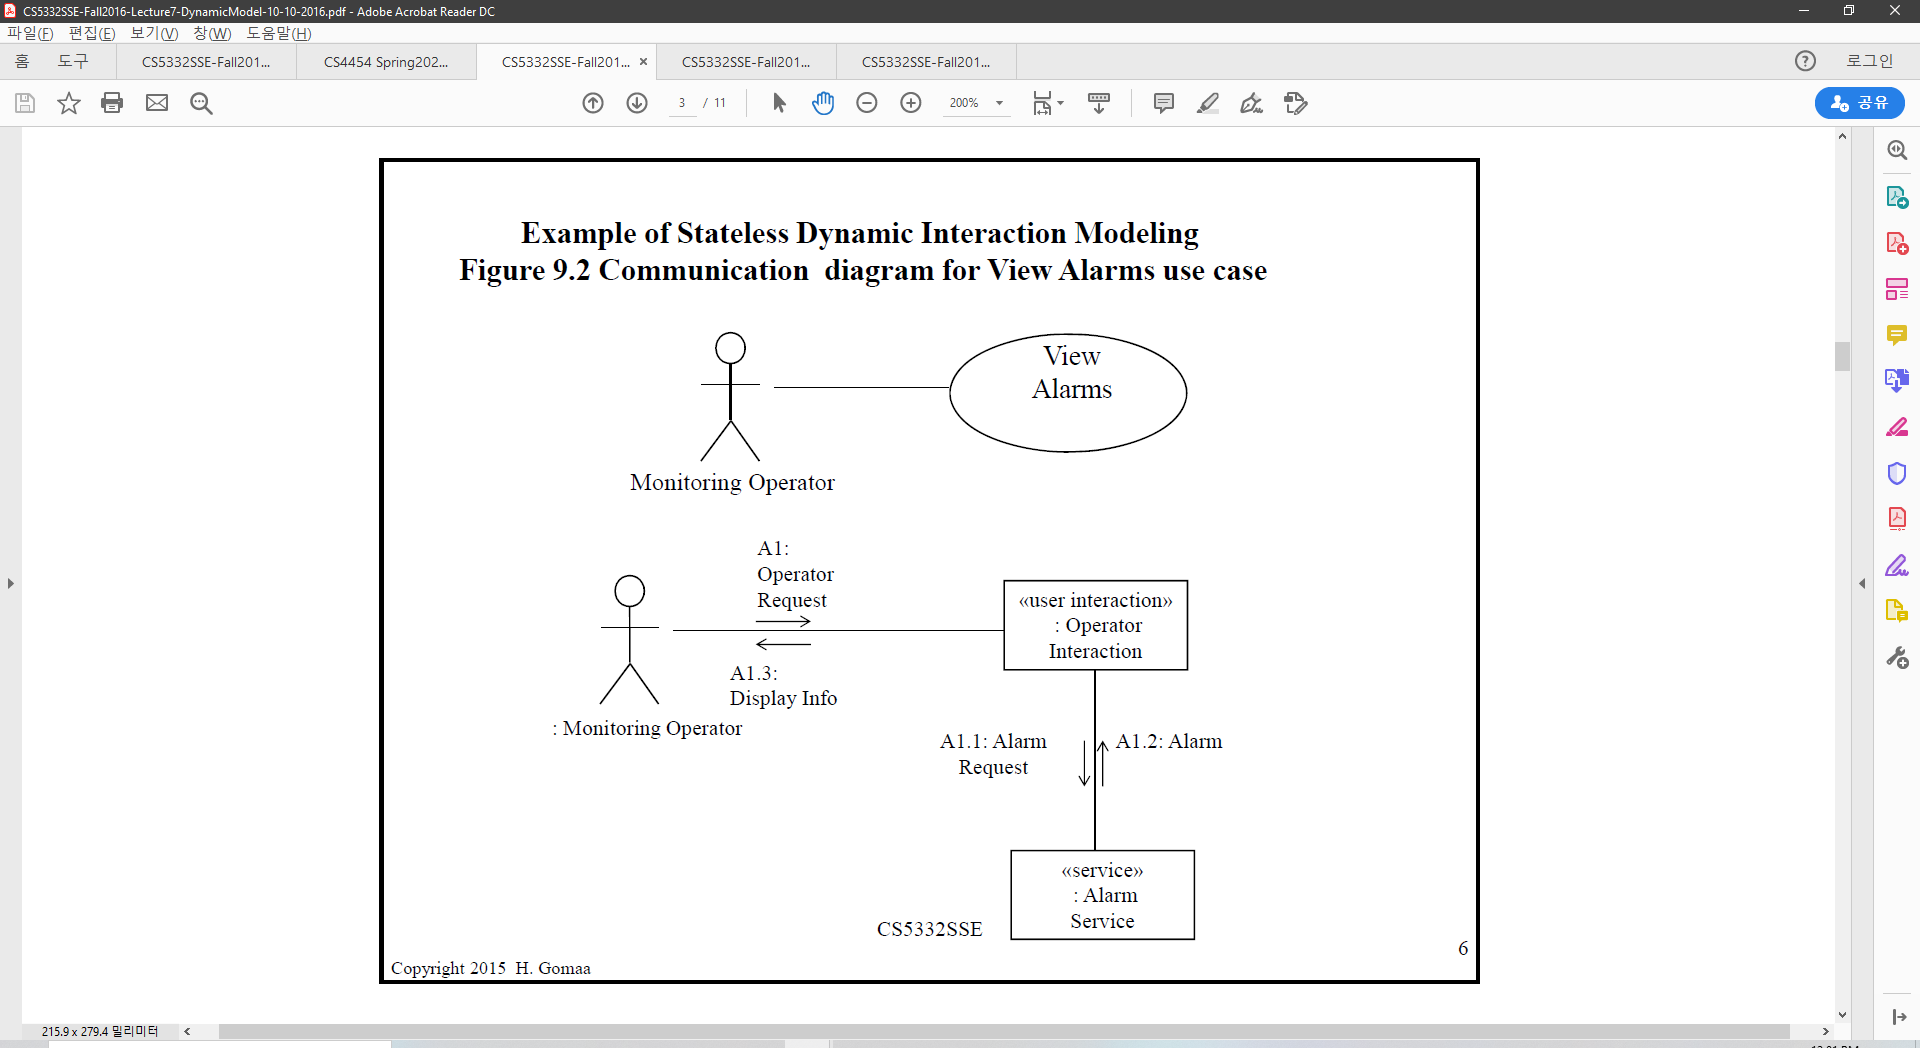 CS5332SSE-Fall2016-Lecture7-DynamicModel-10-10-2016.pdf - Adobe Acrobat Reader DC
파일(F) 편집(E) 보기(V) 창(W) 도움말(H)
홈 도구 CS5332SSE-Fall201... CS4454 Spring202... CS5332SSE-Fall201... × CS5332SSE-Fall201... CS5332SSE-Fall201... 로그인
3 / 11 200% 공유
Example of Stateless Dynamic Interaction Modeling
Figure 9.2 Communication diagram for View Alarms use case
View
Alarms
Monitoring Operator
A1:
Operator
Request
«user interaction»
: Operator
Interaction
A1.3:
Display Info
: Monitoring Operator
A1.1: Alarm
Request
A1.2: Alarm
«service»
: Alarm
Service
CS5332SSE
6
Copyright 2015 H. Gomaa
215.9 x 279.4 밀리미터